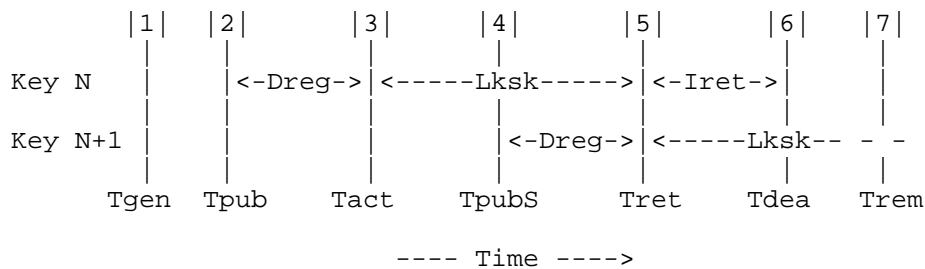 |1| |2| |3| |4| |5| |6| |7|
| | | | | | |
Key N | |<-Dreg->|<-----Lksk----->|<-Iret->| |
| | | | | | |
Key N+1 | | | |<-Dreg->|<-----Lksk-- - -
| | | | | | |
Tgen Tpub Tact TpubS Tret Tdea Trem
---- Time ---->